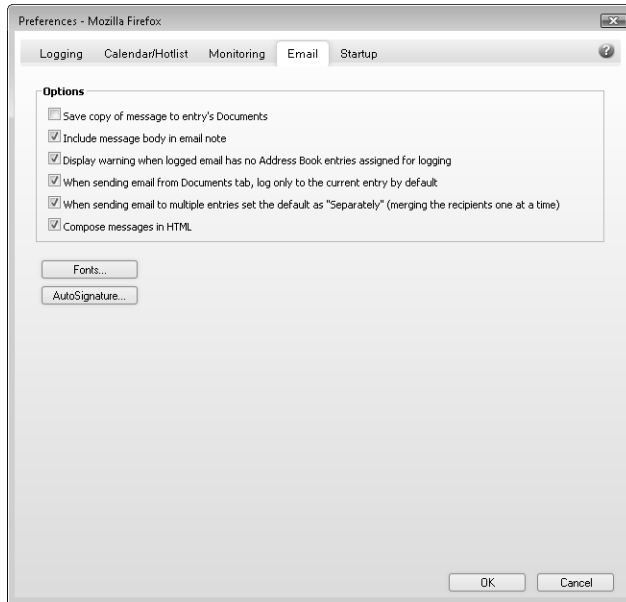 Preferences - Mozilla Firefox
Logging Calendar/Hotlist Monitoring Email Startup
Options
Save copy of message to entry's Documents
Include message body in email note
Display warning when logged email has no Address Book entries assigned for logging
When sending email from Documents tab, log only to the current entry by default
When sending email to multiple entries set the default as "Separately" (merging the recipients one at a time)
Compose messages in HTML
Fonts...
AutoSignature...
OK Cancel